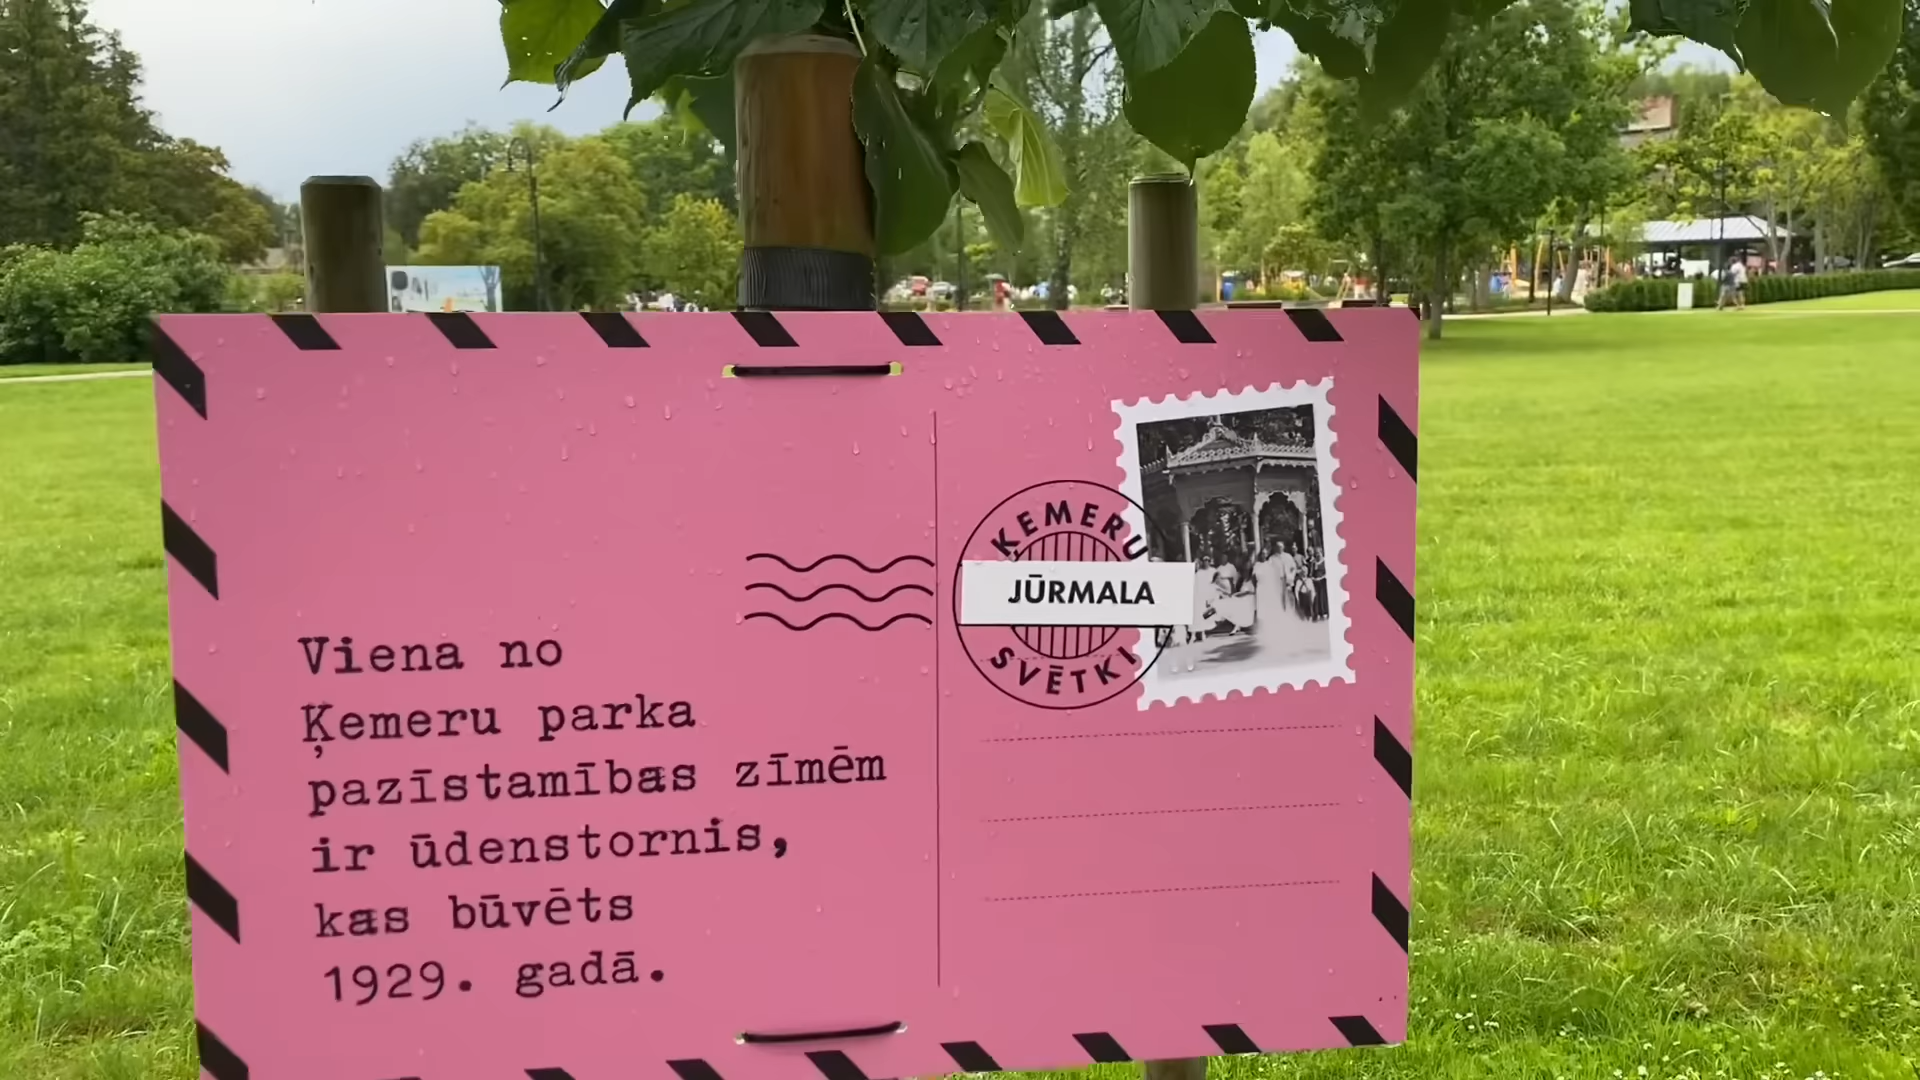 Viena no
Ķemeru parka
pazīstamības zīmēm
ir ūdenstornis,
kas būvēts
1929. gadā.
ĶEMERU
JŪRMALA
SVĒTKI